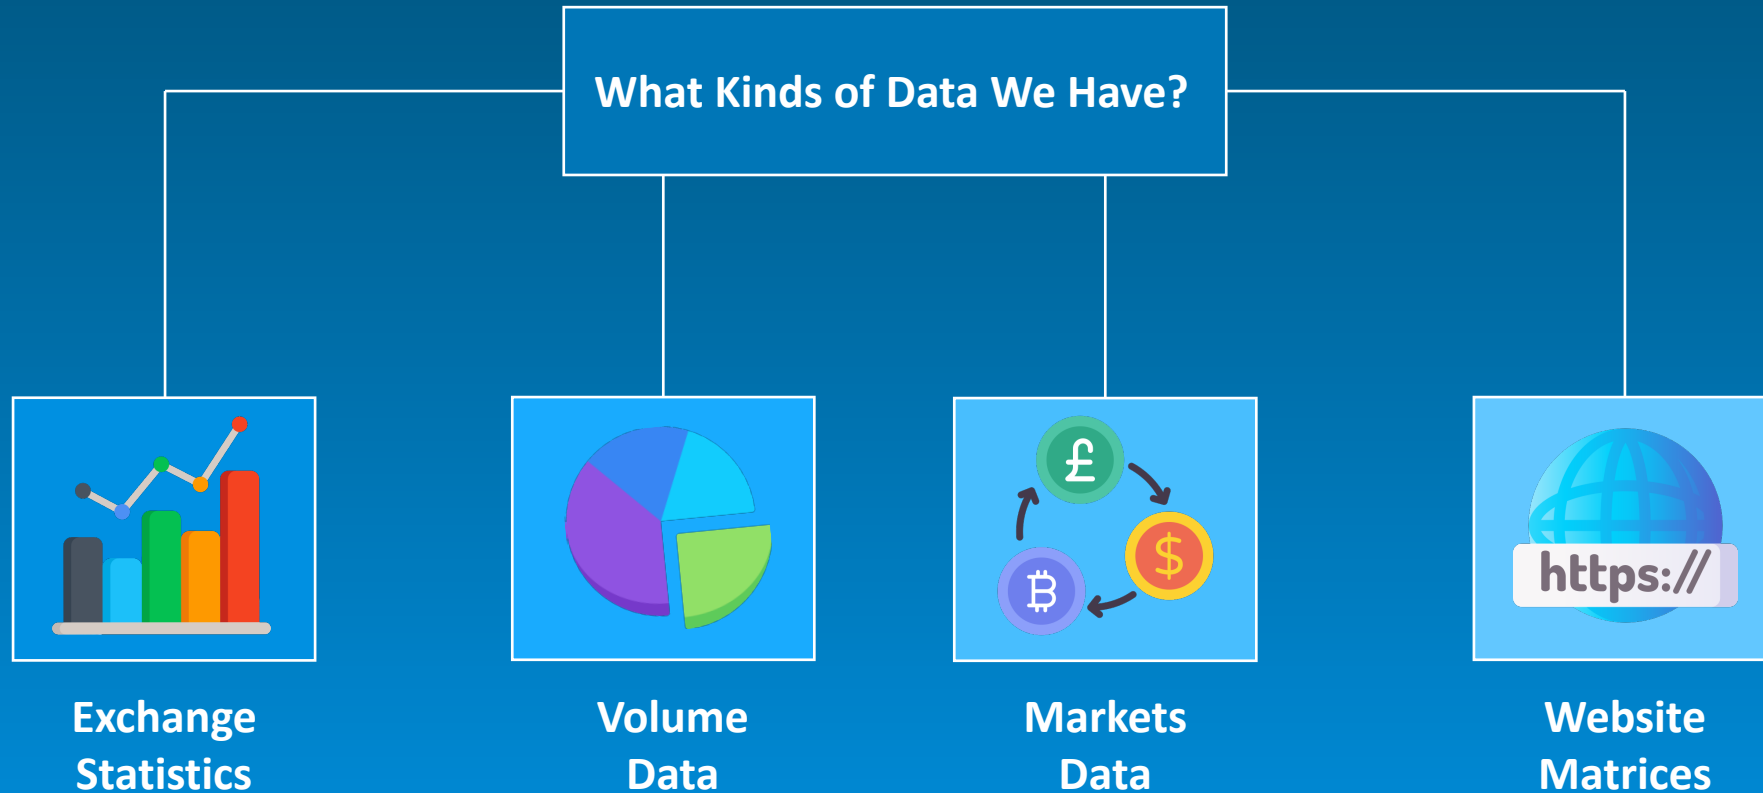 What Kinds of Data We Have?
£
$
₿
https://
Exchange
Statistics
Volume
Data
Markets
Data
Website
Matrices